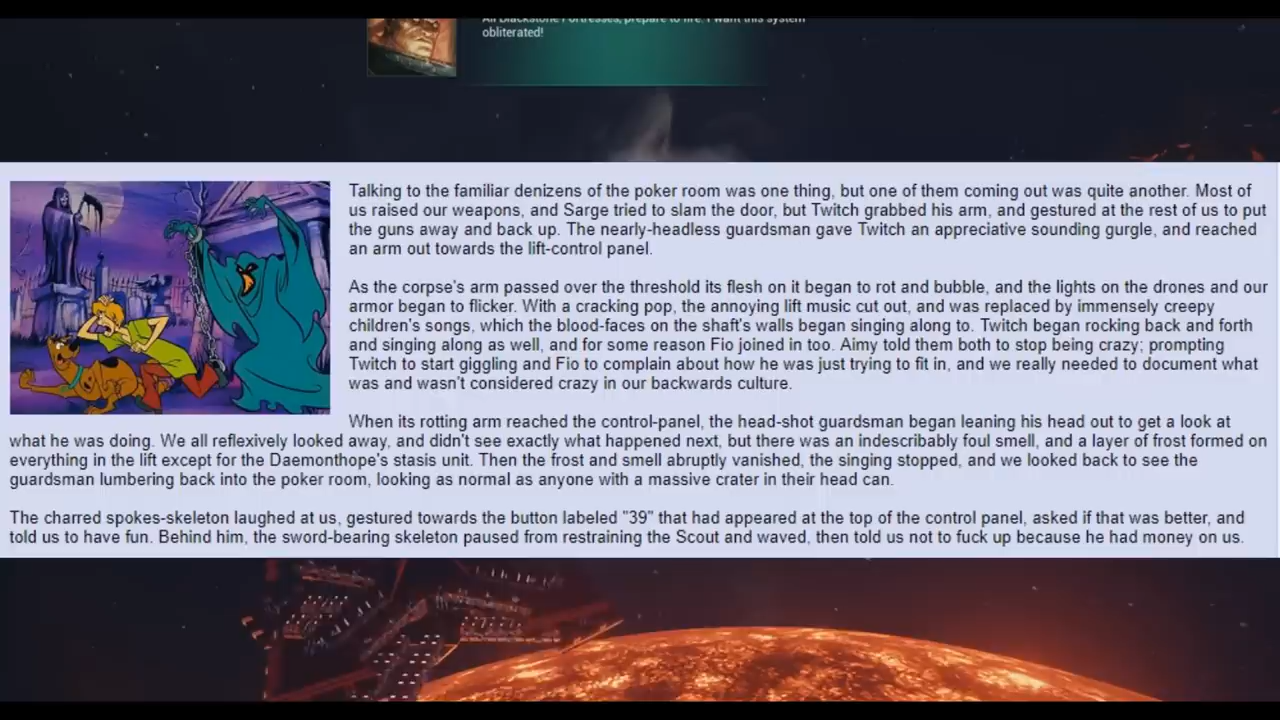 All Blackstone Fortresses, prepare to fire. I want this system
obliterated!
Talking to the familiar denizens of the poker room was one thing, but one of them coming out was quite another. Most of
us raised our weapons, and Sarge tried to slam the door, but Twitch grabbed his arm, and gestured at the rest of us to put
the guns away and back up. The nearly-headless guardsman gave Twitch an appreciative sounding gurgle, and reached
an arm out towards the lift-control panel.
As the corpse's arm passed over the threshold its flesh on it began to rot and bubble, and the lights on the drones and our
armor began to flicker. With a cracking pop, the annoying lift music cut out, and was replaced by immensely creepy
children's songs, which the blood-faces on the shaft's walls began singing along to. Twitch began rocking back and forth
and singing along as well, and for some reason Fio joined in too. Aimy told them both to stop being crazy; prompting
Twitch to start giggling and Fio to complain about how he was just trying to fit in, and we really needed to document what
was and wasn't considered crazy in our backwards culture.
When its rotting arm reached the control-panel, the head-shot guardsman began leaning his head out to get a look at
what he was doing. We all reflexively looked away, and didn't see exactly what happened next, but there was an indescribably foul smell, and a layer of frost formed on
everything in the lift except for the Daemonthope's stasis unit. Then the frost and smell abruptly vanished, the singing stopped, and we looked back to see the
guardsman lumbering back into the poker room, looking as normal as anyone with a massive crater in their head can.
The charred spokes-skeleton laughed at us, gestured towards the button labeled "39" that had appeared at the top of the control panel, asked if that was better, and
told us to have fun. Behind him, the sword-bearing skeleton paused from restraining the Scout and waved, then told us not to fuck up because he had money on us.